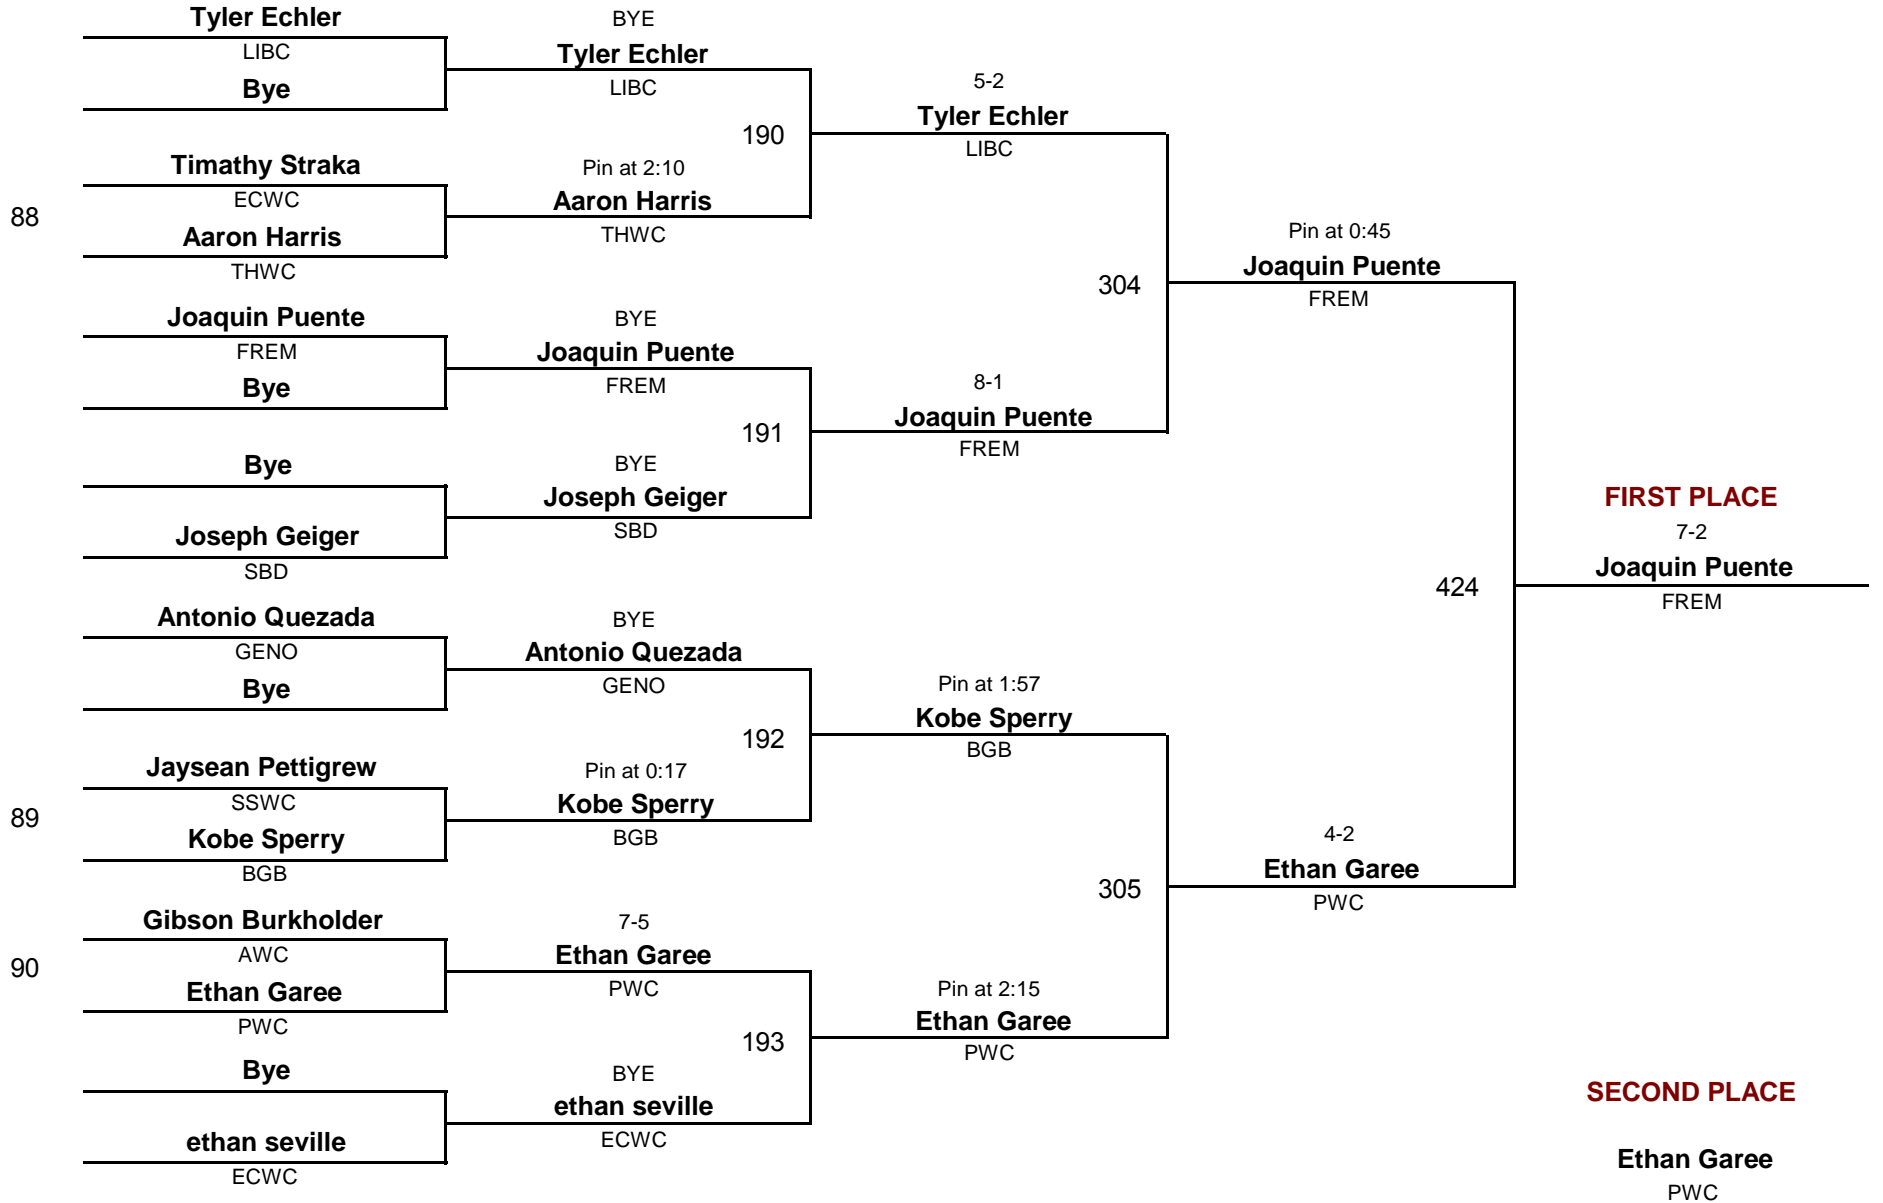 Tyler Echler
LIBC
Bye
88
Timathy Straka
ECWC
Aaron Harris
THWC
Joaquin Puente
FREM
Bye
Bye
Joseph Geiger
SBD
Antonio Quezada
GENO
Bye
89
Jaysean Pettigrew
SSWC
Kobe Sperry
BGB
90
Gibson Burkholder
AWC
Ethan Garee
PWC
Bye
ethan seville
ECWC
BYE
Tyler Echler
LIBC
190
Pin at 2:10
Aaron Harris
THWC
BYE
Joaquin Puente
FREM
191
BYE
Joseph Geiger
SBD
BYE
Antonio Quezada
GENO
192
Pin at 0:17
Kobe Sperry
BGB
7-5
Ethan Garee
PWC
193
BYE
ethan seville
ECWC
5-2
Tyler Echler
LIBC
304
8-1
Joaquin Puente
FREM
Pin at 1:57
Kobe Sperry
BGB
305
Pin at 2:15
Ethan Garee
PWC
Pin at 0:45
Joaquin Puente
FREM
424
4-2
Ethan Garee
PWC
FIRST PLACE
7-2
Joaquin Puente
FREM
SECOND PLACE
Ethan Garee
PWC